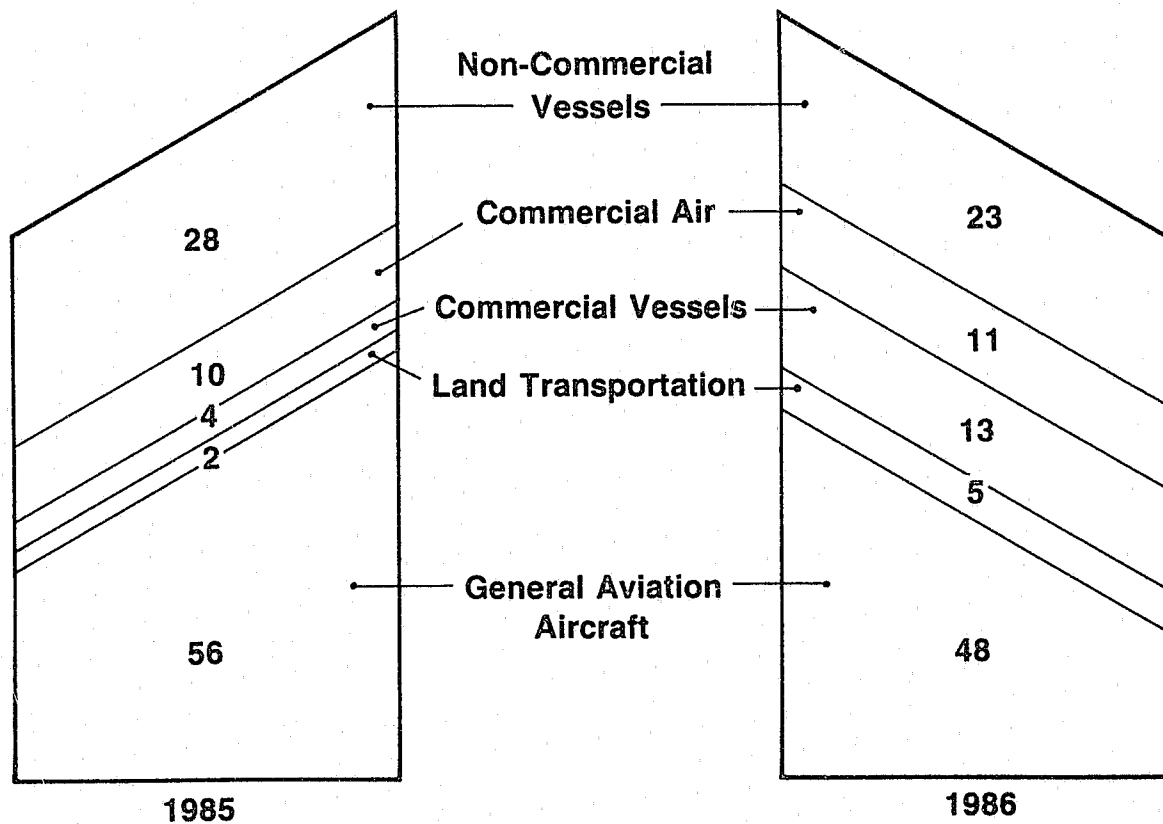 Non-Commercial
Vessels
28
23
Commercial Air
Commercial Vessels
10
11
Land Transportation
4
13
2
5
General Aviation
Aircraft
56
48
1985
1986